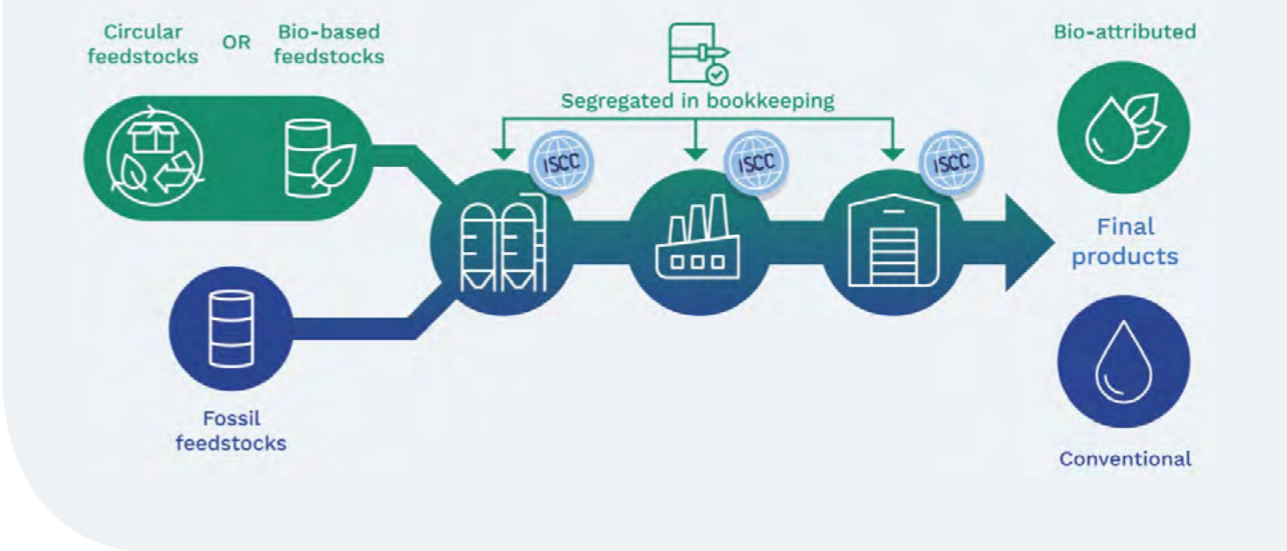 Circular
feedstocks
OR
Bio-based
feedstocks
Segregated in bookkeeping
ISCC
ISCC
ISCC
Bio-attributed
Final
products
Fossil
feedstocks
Conventional